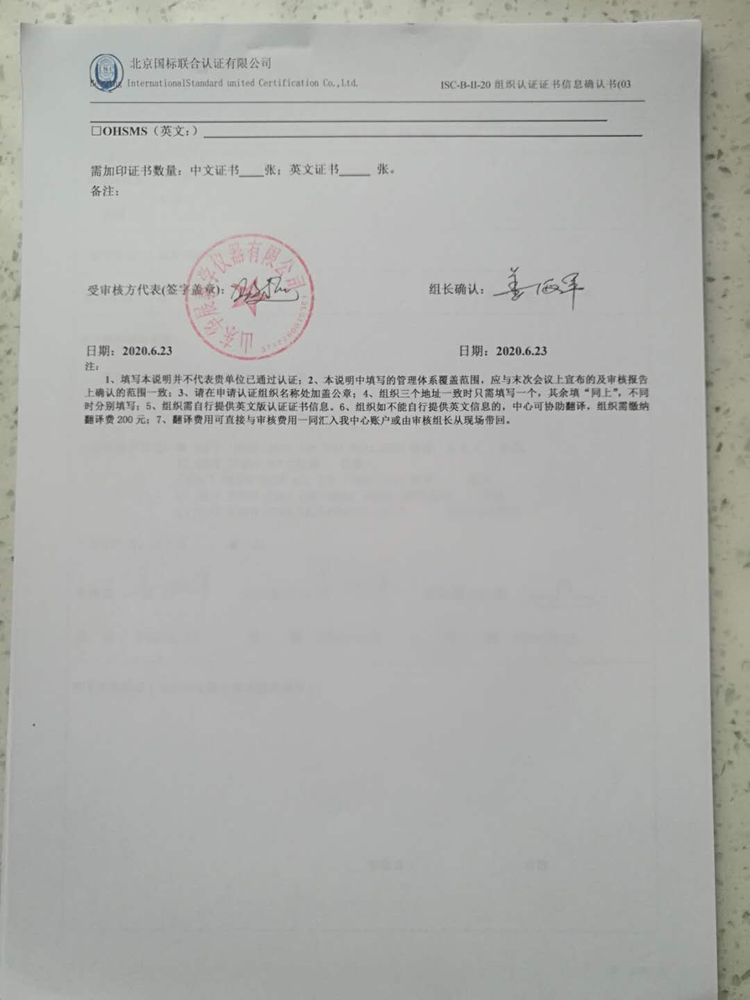 北京国标联合认证有限公司
ISC
Beijing InternationalStandard united Certification Co.,Ltd.
ISC-B-II-20 组织认证证书信息确认书(03
□OHSMS（英文:）
需加印证书数量：中文证书____张；英文证书_____ 张。
备注：
山东华展科学仪器有限公司
受审核方代表(签字盖章)：
组长确认：姜海军
日期：2020.6.23
日期：2020.6.23
注：
1、填写本说明并不代表贵单位已通过认证；2、本说明中填写的管理体系覆盖范围，应与末次会议上宣布的及审核报告
上确认的范围一致；3、请在申请认证组织名称处加盖公章；4、组织三个地址一致时只需填写一个，其余填“同上”，不同
时分别填写；5、组织需自行提供英文版认证证书信息。6、组织如不能自行提供英文信息的，中心可协助翻译，组织需缴纳
翻译费 200 元；7、翻译费用可直接与审核费用一同汇入我中心账户或由审核组长从现场带回。